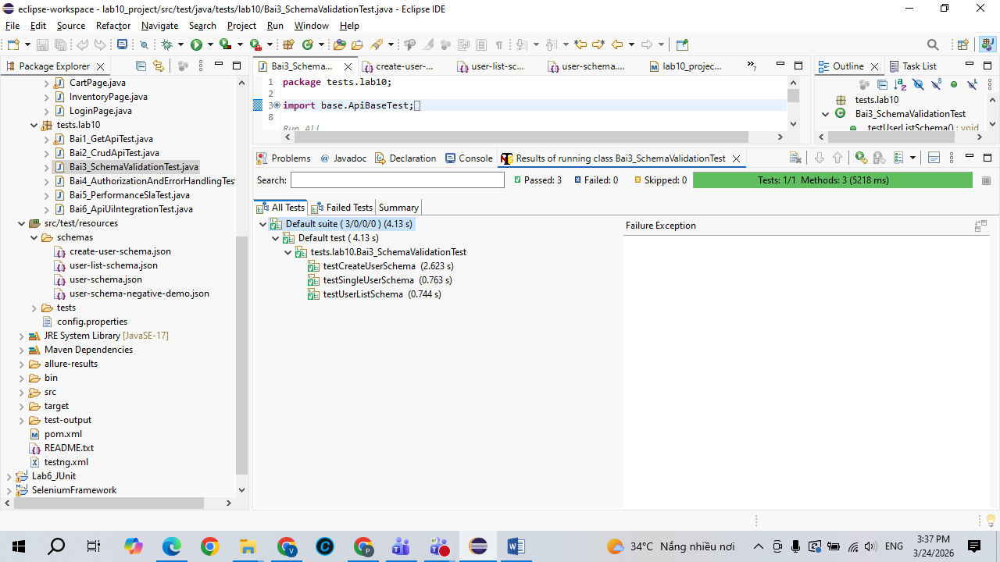 eclipse-workspace - lab10_project/src/test/java/tests/lab10/Bai3_SchemaValidationTest.java - Eclipse IDE
File Edit Source Refactor Navigate Search Project Run Window Help
Package Explorer
CartPage.java
InventoryPage.java
LoginPage.java
tests.lab10
Bai1_GetApiTest.java
Bai2_CrudApiTest.java
Bai3_SchemaValidationTest.java
Bai4_AuthorizationAndErrorHandlingTest
Bai5_PerformanceSlaTest.java
Bai6_ApiUiIntegrationTest.java
src/test/resources
schemas
create-user-schema.json
user-list-schema.json
user-schema.json
user-schema-negative-demo.json
tests
config.properties
JRE System Library [JavaSE-17]
Maven Dependencies
allure-results
bin
src
target
test-output
pom.xml
README.txt
testng.xml
Lab6_JUnit
SeleniumFramework
Bai3_Schema... create-user-... user-list-sc... user-schema.... lab10_projec... »7
1 package tests.lab10;
2
3 import base.ApiBaseTest;
8
Run All
Outline Task List
tests.lab10
Bai3_SchemaValidationTest
testUserListSchema() : void
Problems Javadoc Declaration Console Results of running class Bai3_SchemaValidationTest
Search: Passed: 3 Failed: 0 Skipped: 0 Tests: 1/1 Methods: 3 (5218 ms)
All Tests Failed Tests Summary
Default suite ( 3/0/0/0 ) (4.13 s)
Default test ( 4.13 s)
tests.lab10.Bai3_SchemaValidationTest
testCreateUserSchema (2.623 s)
testSingleUserSchema (0.763 s)
testUserListSchema (0.744 s)
Failure Exception
34°C Nắng nhiều nơi ENG
3:37 PM
3/24/2026